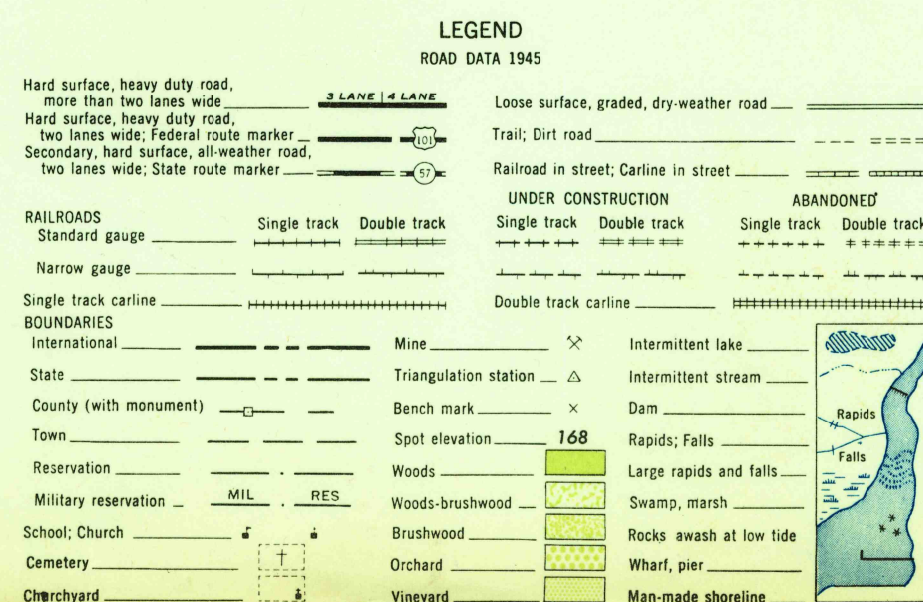 LEGEND
ROAD DATA 1945
Hard surface, heavy duty road,
more than two lanes wide
3 LANE 4 LANE
Hard surface, heavy duty road,
two lanes wide; Federal route marker
101
Secondary, hard surface, all-weather road,
two lanes wide; State route marker
57
Loose surface, graded, dry-weather road
Trail; Dirt road
Railroad in street; Carline in street
RAILROADS
Single track Double track
UNDER CONSTRUCTION
Single track Double track
ABANDONED
Single track Double track
Standard gauge
Narrow gauge
Single track carline
Double track carline
BOUNDARIES
International
State
County (with monument)
Town
Reservation
Military reservation
MIL . RES
School; Church
Cemetery
Churchyard
Mine
Triangulation station
Bench mark
Spot elevation
168
Woods
Woods-brushwood
Brushwood
Orchard
Vineyard
Intermittent lake
Intermittent stream
Dam
Rapids; Falls
Large rapids and falls
Swamp, marsh
Rocks awash at low tide
Wharf, pier
Man-made shoreline
Rapids
Falls